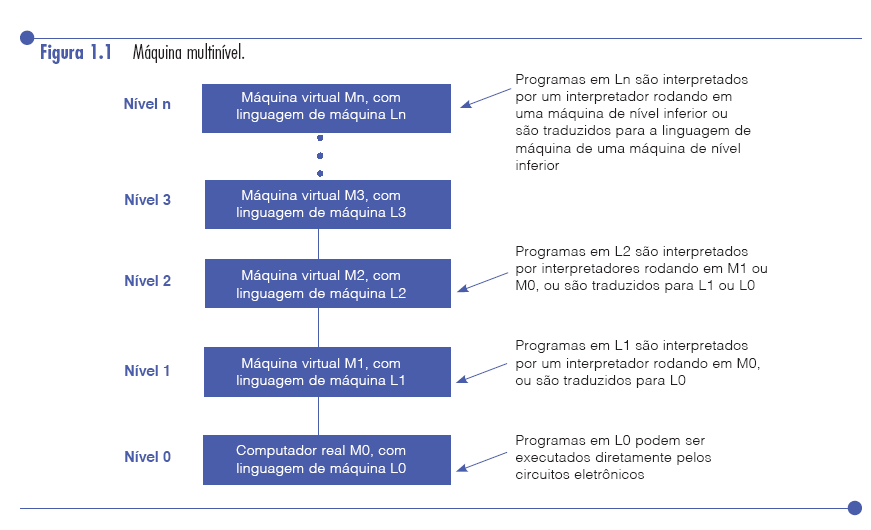 Figura 1.1 Máquina multinível.
Nível n
Máquina virtual Mn, com
linguagem de máquina Ln
Programas em Ln são interpretados
por um interpretador rodando em
uma máquina de nível inferior ou
são traduzidos para a linguagem de
máquina de uma máquina de nível
inferior
Nível 3
Máquina virtual M3, com
linguagem de máquina L3
Nível 2
Máquina virtual M2, com
linguagem de máquina L2
Programas em L2 são interpretados
por interpretadores rodando em M1 ou
M0, ou são traduzidos para L1 ou L0
Nível 1
Máquina virtual M1, com
linguagem de máquina L1
Programas em L1 são interpretados
por um interpretador rodando em M0,
ou são traduzidos para L0
Nível 0
Computador real M0, com
linguagem de máquina L0
Programas em L0 podem ser
executados diretamente pelos
circuitos eletrônicos